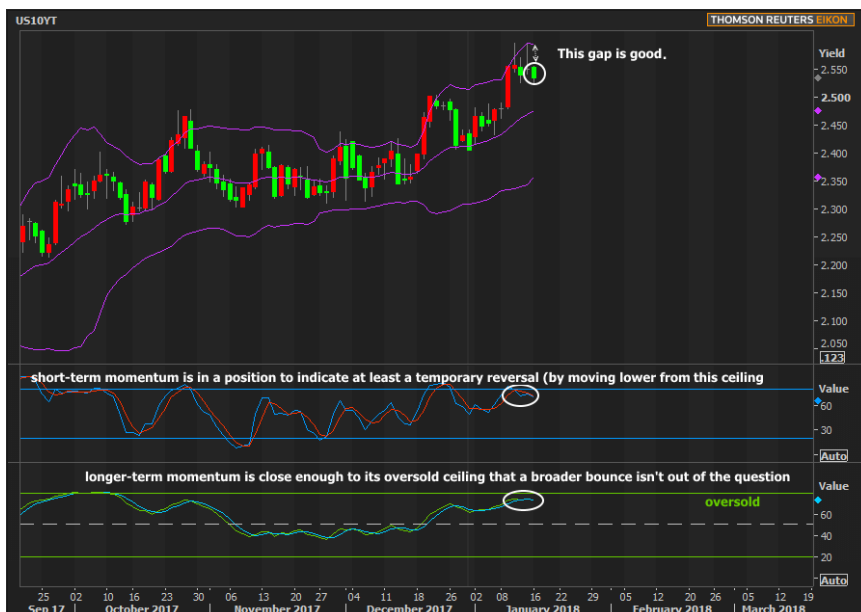 US10YT
THOMSON REUTERS EIKON
This gap is good.
Yield
2.550
2.500
2.450
2.400
2.350
2.300
2.250
2.200
2.150
2.100
2.050
.123
short-term momentum is in a position to indicate at least a temporary reversal (by moving lower from this ceiling
Value
60
30
Auto
longer-term momentum is close enough to its oversold ceiling that a broader bounce isn't out of the question
Value
oversold
60
40
20
Auto
25 02 10 16 23 30 06 13 20 27 04 11 18 26 02 08 16 22 29 05 12 20 26 05 12 19
Sep 17 October 2017 November 2017 December 2017 January 2018 February 2018 March 2018